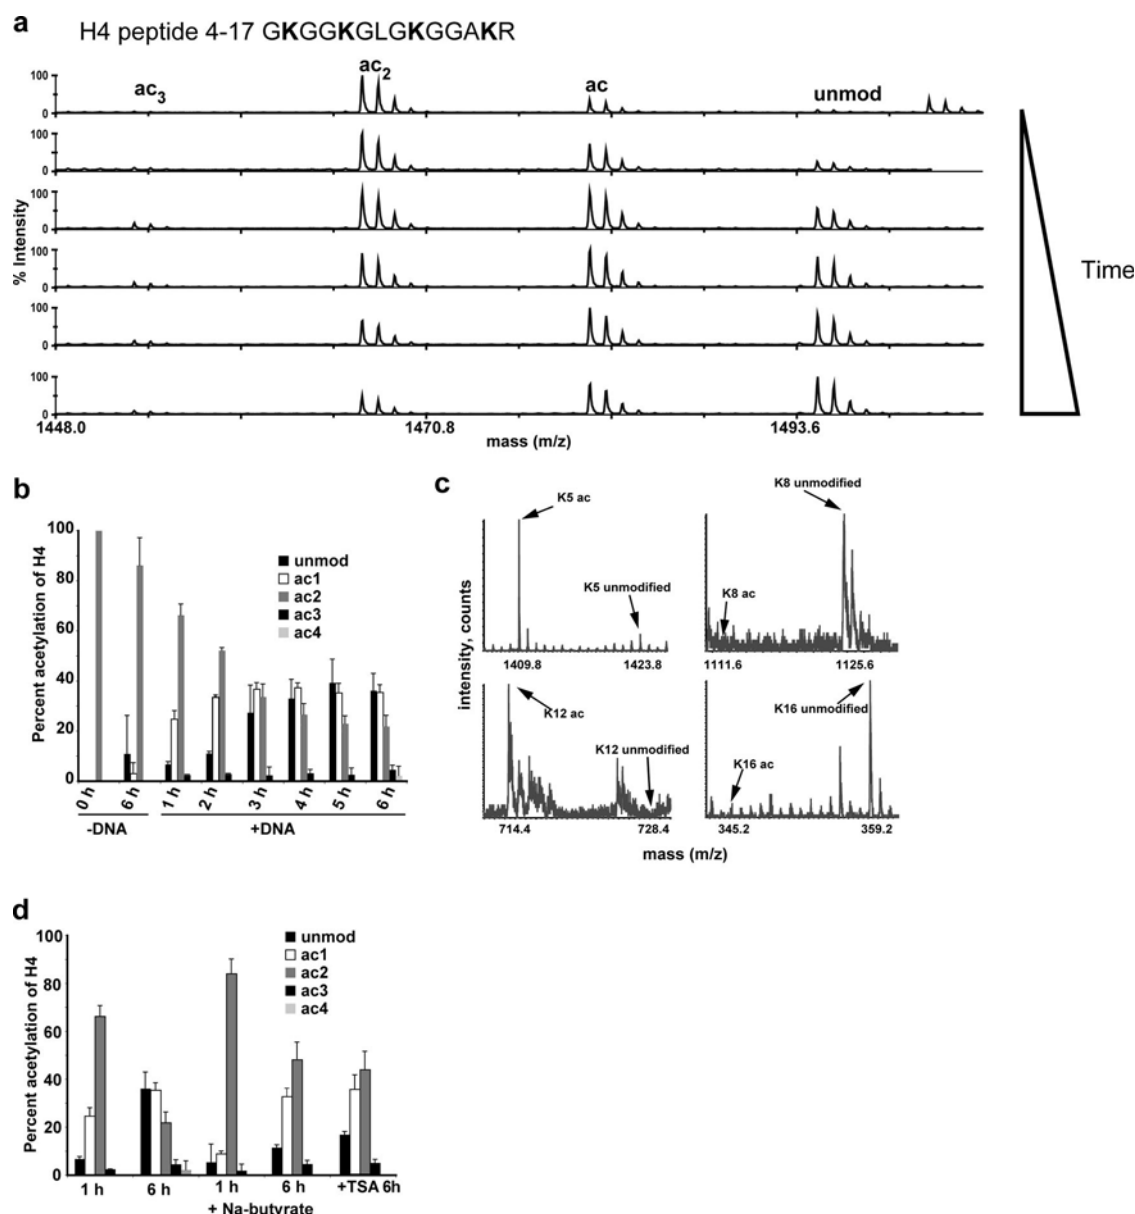 a
H4 peptide 4-17 GKGGKGLGKGGAKR
ac3
ac2
ac
unmod
100
0
100
0
100
0
100
0
100
0
100
0
% Intensity
Time
1448.0
1470.8
1493.6
mass (m/z)
b
Percent acetylation of H4
100
80
60
40
20
0
unmod
ac1
ac2
ac3
ac4
0 h
6 h
1 h
2 h
3 h
4 h
5 h
6 h
-DNA
+DNA
c
intensity, counts
K5 ac
K5 unmodified
1409.8
1423.8
K8 unmodified
K8 ac
1111.6
1125.6
K12 ac
K12 unmodified
714.4
728.4
K16 unmodified
K16 ac
345.2
359.2
mass (m/z)
d
Percent acetylation of H4
100
80
60
40
20
0
unmod
ac1
ac2
ac3
ac4
1 h
6 h
1 h
6 h
+TSA 6h
+ Na-butyrate